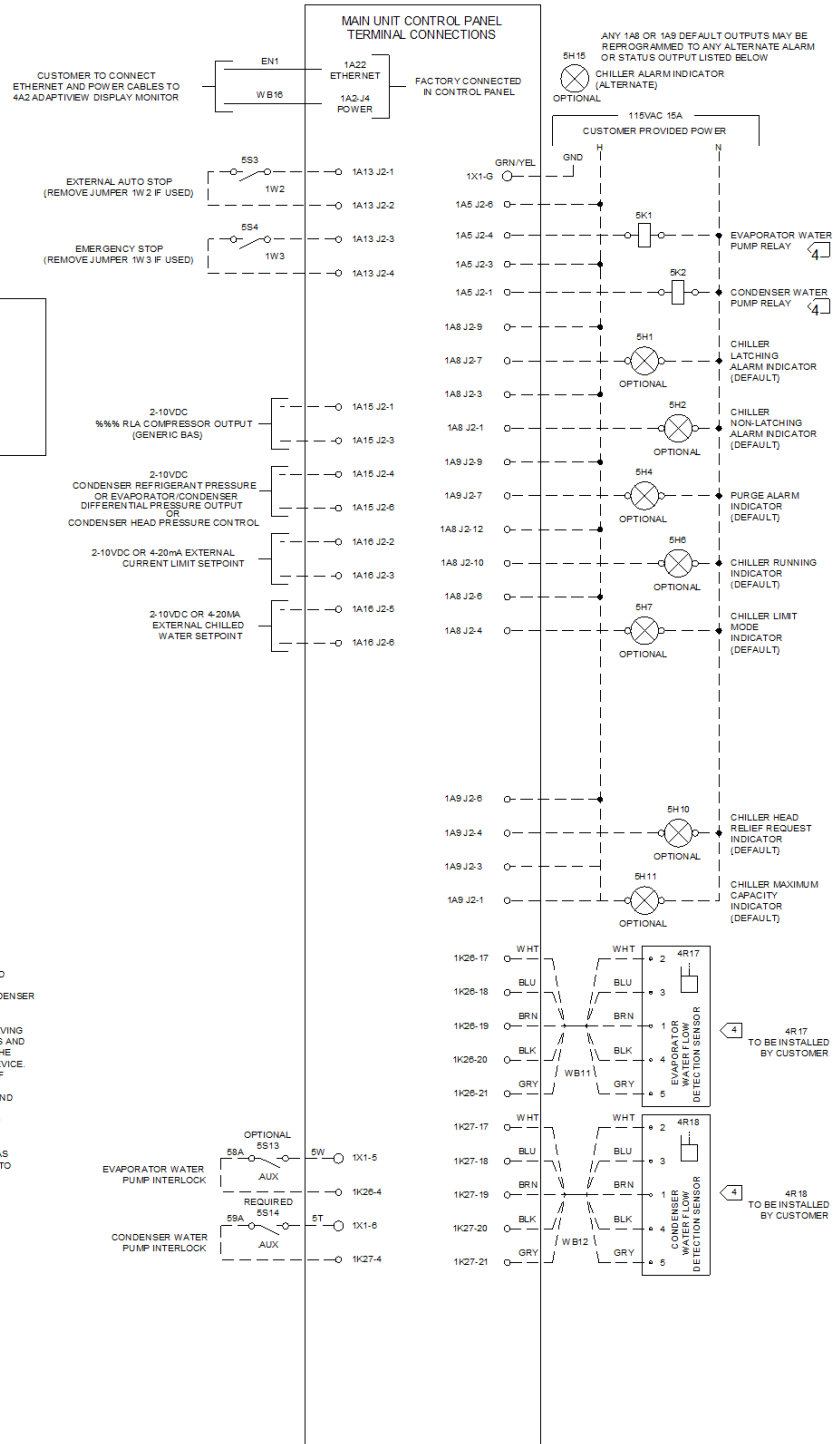 MAIN UNIT CONTROL PANEL
TERMINAL CONNECTIONS
ANY 1A8 OR 1A9 DEFAULT OUTPUTS MAY BE
REPROGRAMMED TO ANY ALTERNATE ALARM
OR STATUS OUTPUT LISTED BELOW
5H15
CHILLER ALARM INDICATOR
(ALTERNATE)
OPTIONAL
CUSTOMER TO CONNECT
ETHERNET AND POWER CABLES TO
4A2 ADAPTIVIEW DISPLAY MONITOR
EN1
1A22
ETHERNET
WB16
1A2-J4
POWER
FACTORY CONNECTED
IN CONTROL PANEL
115VAC 15A
CUSTOMER PROVIDED POWER
H
N
GRN/YEL
GND
1X1-G
EXTERNAL AUTO STOP
(REMOVE JUMPER 1W2 IF USED)
5S3
1W2
1A13 J2-1
1A13 J2-2
EMERGENCY STOP
(REMOVE JUMPER 1W3 IF USED)
5S4
1W3
1A13 J2-3
1A13 J2-4
1A5 J2-6
1A5 J2-4
5K1
EVAPORATOR WATER
PUMP RELAY
4
1A5 J2-3
1A5 J2-1
5K2
CONDENSER WATER
PUMP RELAY
4
1A8 J2-9
1A8 J2-7
5H1
OPTIONAL
CHILLER
LATCHING
ALARM INDICATOR
(DEFAULT)
1A8 J2-3
1A8 J2-1
5H2
OPTIONAL
CHILLER
NON-LATCHING
ALARM INDICATOR
(DEFAULT)
2-10VDC
%%% RLA COMPRESSOR OUTPUT
(GENERIC BAS)
1A15 J2-1
1A15 J2-3
2-10VDC
CONDENSER REFRIGERANT PRESSURE
OR EVAPORATOR/CONDENSER
DIFFERENTIAL PRESSURE OUTPUT
OR
CONDENSER HEAD PRESSURE CONTROL
1A15 J2-4
1A15 J2-6
1A9 J2-9
1A9 J2-7
5H4
OPTIONAL
PURGE ALARM
INDICATOR
(DEFAULT)
2-10VDC OR 4-20mA EXTERNAL
CURRENT LIMIT SETPOINT
1A16 J2-2
1A16 J2-3
1A8 J2-12
1A8 J2-10
5H6
OPTIONAL
CHILLER RUNNING
INDICATOR
(DEFAULT)
2-10VDC OR 4-20MA
EXTERNAL CHILLED
WATER SETPOINT
1A16 J2-5
1A16 J2-6
1A8 J2-6
1A8 J2-4
5H7
OPTIONAL
CHILLER LIMIT
MODE
INDICATOR
(DEFAULT)
1A9 J2-6
1A9 J2-4
5H10
OPTIONAL
CHILLER HEAD
RELIEF REQUEST
INDICATOR
(DEFAULT)
1A9 J2-3
1A9 J2-1
5H11
OPTIONAL
CHILLER MAXIMUM
CAPACITY
INDICATOR
(DEFAULT)
1K26-17 WHT WHT 2
1K26-18 BLU BLU 3
1K26-19 BRN BRN 1
1K26-20 BLK BLK 4
1K26-21 GRY GRY 5
WB11
4R17
EVAPORATOR
WATER FLOW
DETECTION SENSOR
4
4R17
TO BE INSTALLED
BY CUSTOMER
1K27-17 WHT WHT 2
1K27-18 BLU BLU 3
1K27-19 BRN BRN 1
1K27-20 BLK BLK 4
1K27-21 GRY GRY 5
WB12
4R18
CONDENSER
WATER FLOW
DETECTION SENSOR
4
4R18
TO BE INSTALLED
BY CUSTOMER
DENSER
VING
S AND
HE
VICE.
F
ND
AS
TO
EVAPORATOR WATER
PUMP INTERLOCK
OPTIONAL
5S13
58A
AUX
5W
1X1-5
1K26-4
CONDENSER WATER
PUMP INTERLOCK
REQUIRED
5S14
59A
AUX
5T
1X1-6
1K27-4